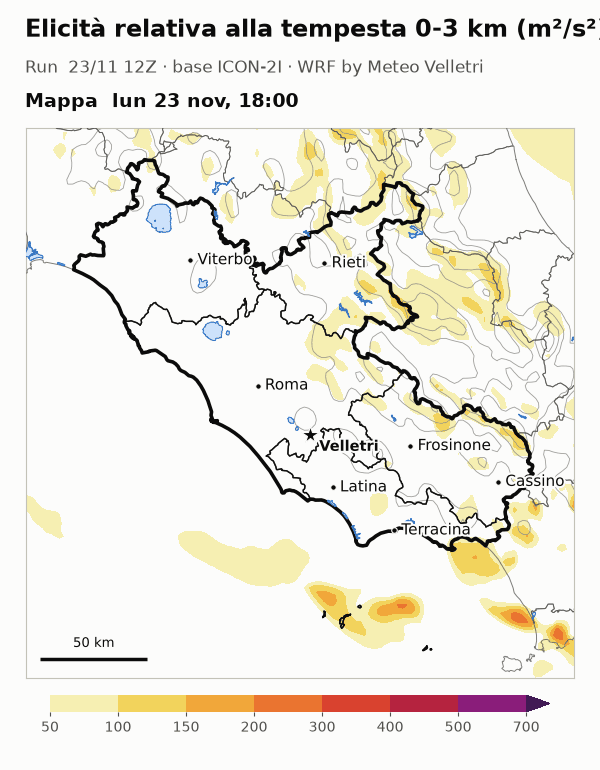 Elicità relativa alla tempesta 0-3 km (m²/s²)
Run 23/11 12Z · base ICON-2I · WRF by Meteo Velletri
Mappa lun 23 nov, 18:00
Viterbo
Rieti
Roma
Velletri
Frosinone
Cassino
Latina
Terracina
50 km
50 100 150 200 300 400 500 700